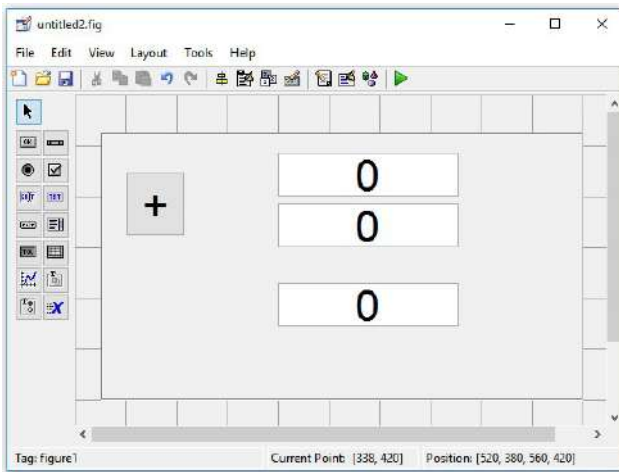 untitled2.fig
File Edit View Layout Tools Help
0
+
0
0
Tag: figure1 Current Point: [338, 420] Position: [520, 380, 560, 420]